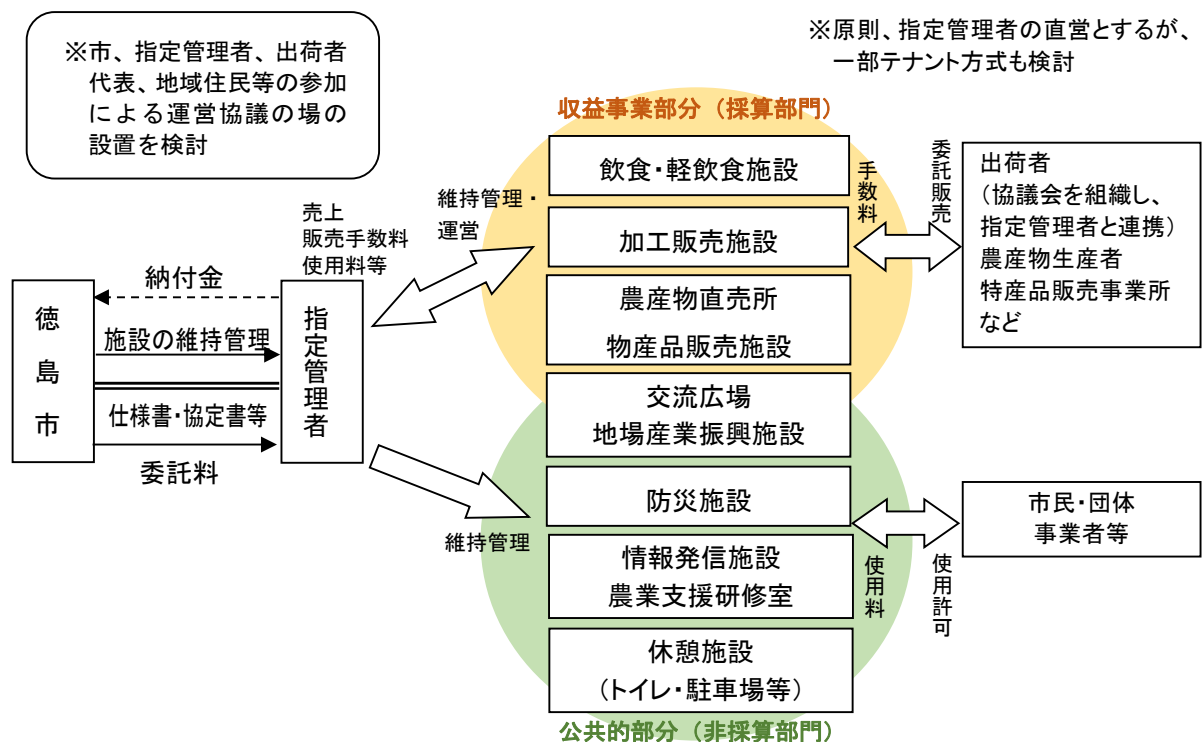 ※市、指定管理者、出荷者
代表、地域住民等の参加
による運営協議の場の
設置を検討
※原則、指定管理者の直営とするが、
一部テナント方式も検討
収益事業部分（採算部門）
飲食・軽飲食施設
加工販売施設
農産物直売所
物産品販売施設
交流広場
地場産業振興施設
防災施設
情報発信施設
農業支援研修室
休憩施設
（トイレ・駐車場等）
公共的部分（非採算部門）
維持管理・
運営
売上
販売手数料
使用料等
徳島市
納付金
施設の維持管理
仕様書・協定書等
委託料
指定管理者
維持管理
手数料
委託販売
出荷者
（協議会を組織し、
指定管理者と連携）
農産物生産者
特産品販売事業所
など
使用料
使用許可
市民・団体
事業者等